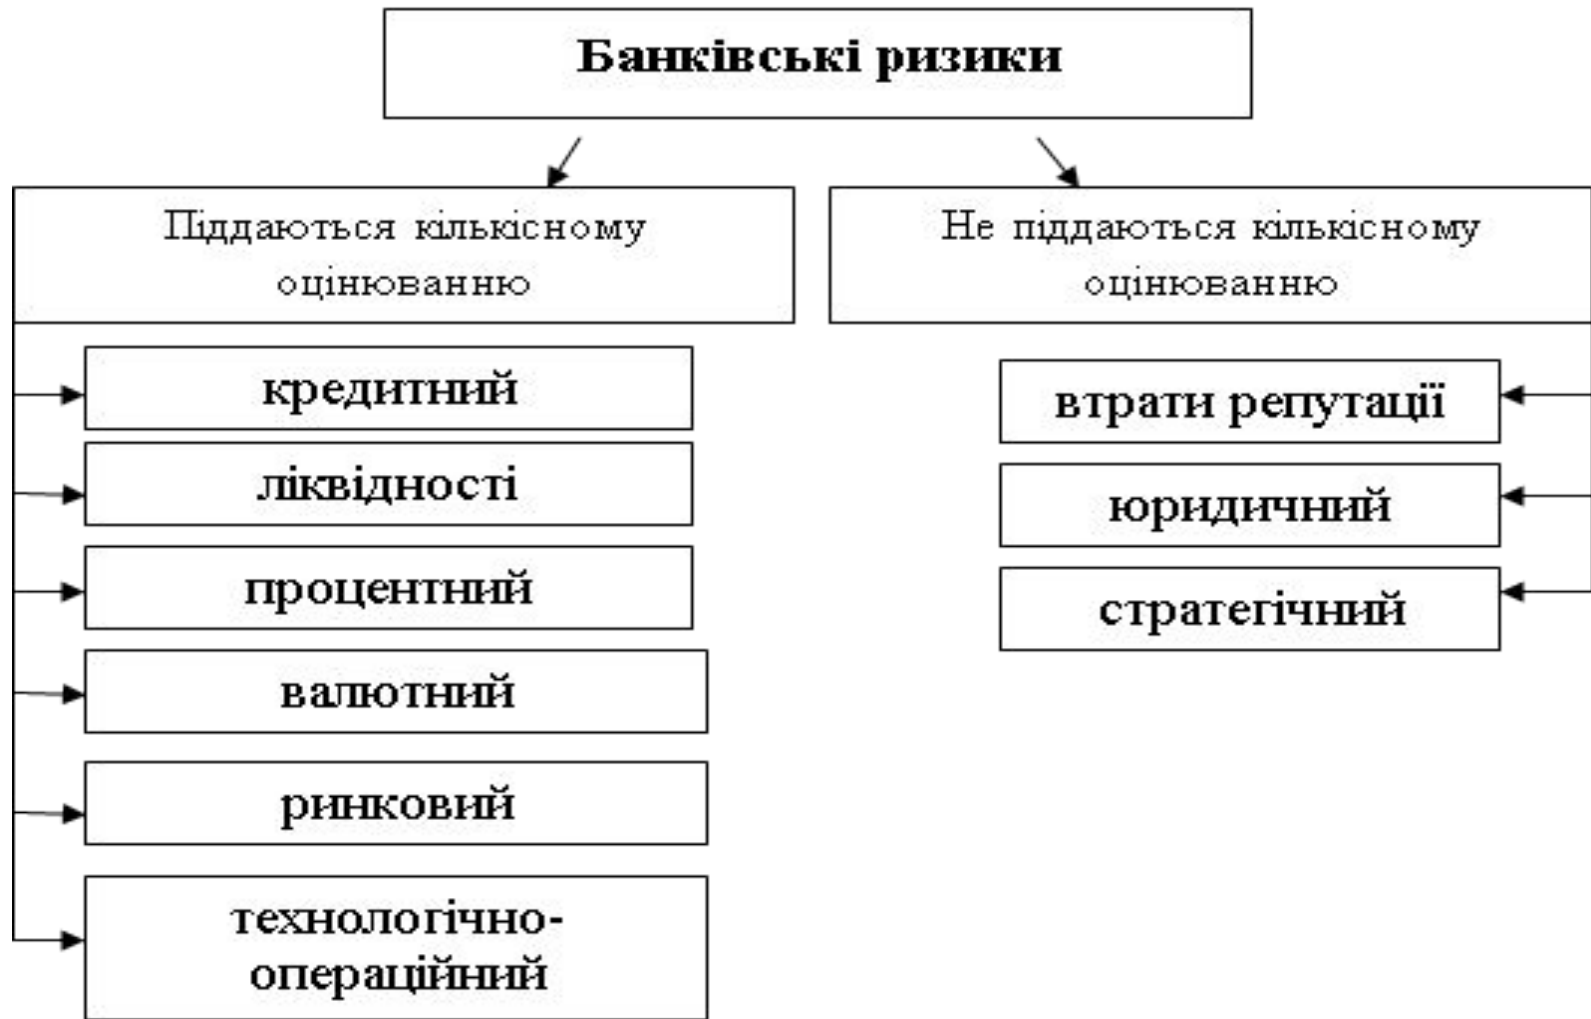 Банківські ризики
Піддаються кількісному
оцінюванню
Не піддаються кількісному
оцінюванню
кредитний
ліквідності
процентний
валютний
ринковий
технологічно-
операційний
втрати репутації
юридичний
стратегічний